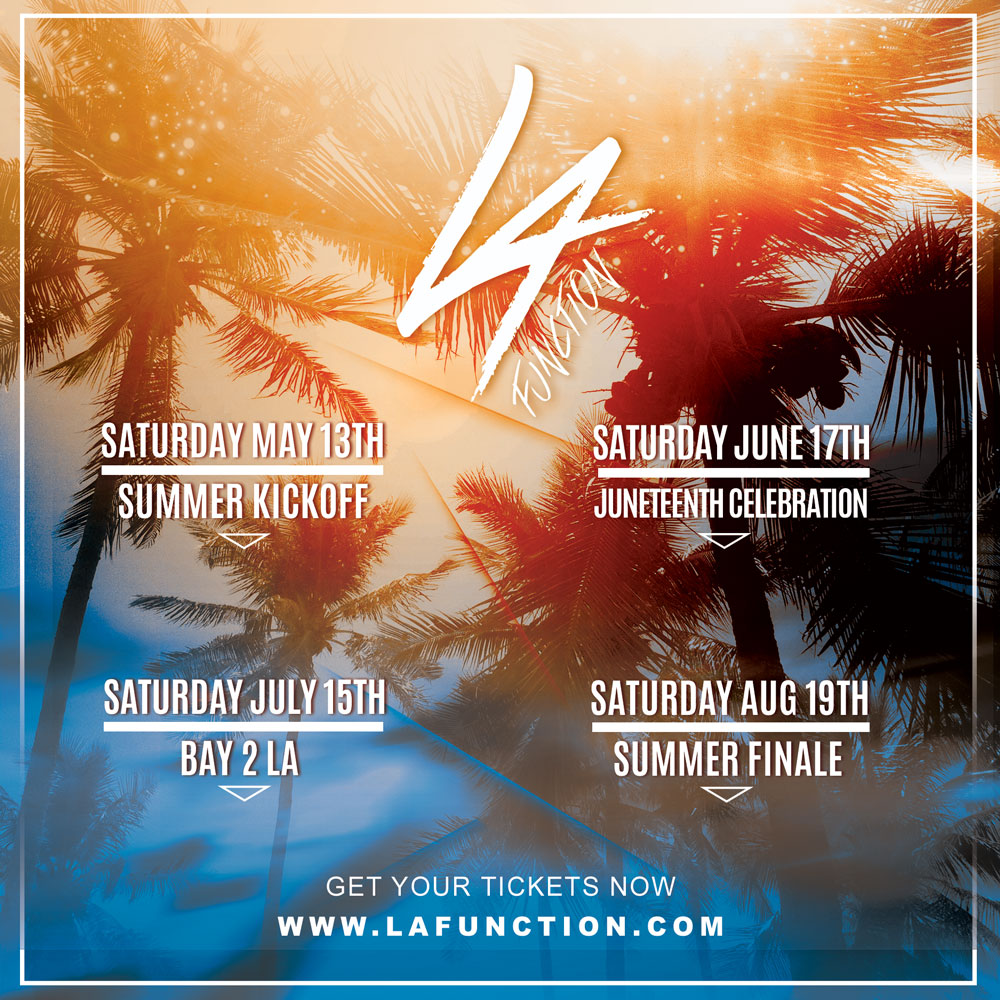 LA
FUNCTION
SATURDAY MAY 13TH
SUMMER KICKOFF
SATURDAY JUNE 17TH
JUNETEENTH CELEBRATION
SATURDAY JULY 15TH
BAY 2 LA
SATURDAY AUG 19TH
SUMMER FINALE
GET YOUR TICKETS NOW
WWW.LAFUNCTION.COM